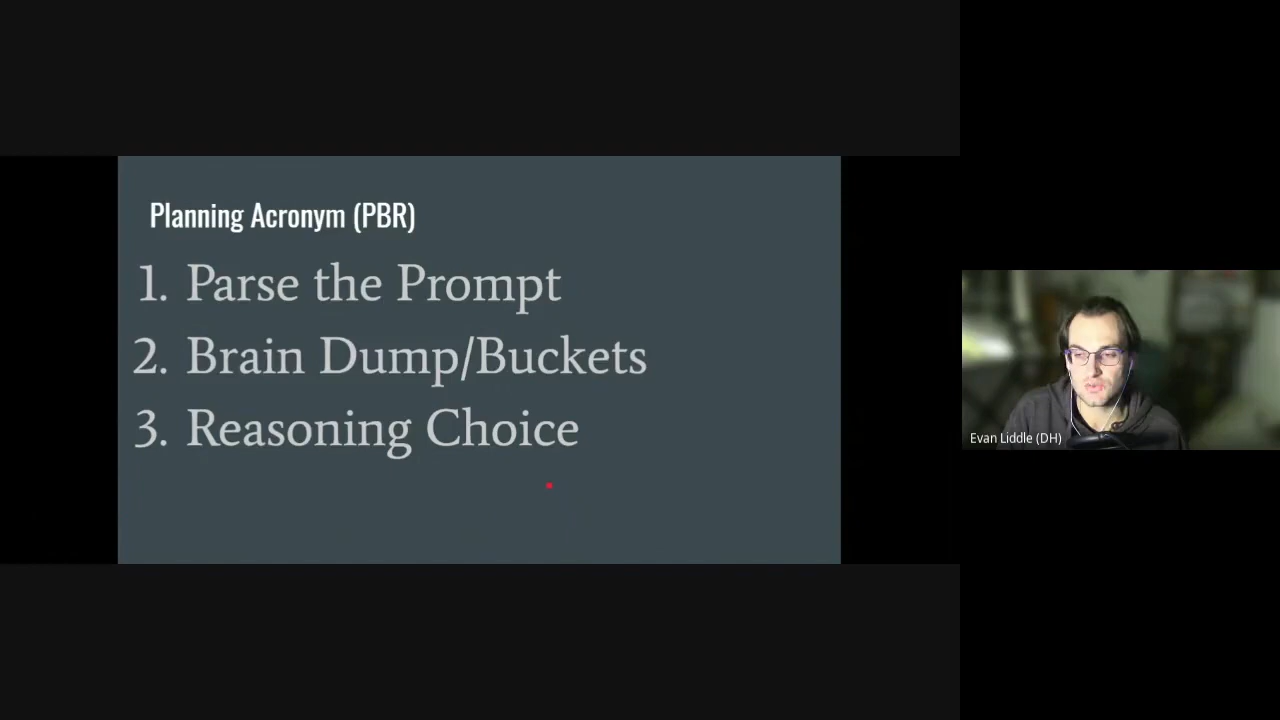 Planning Acronym (PBR)
1. Parse the Prompt
2. Brain Dump/Buckets
3. Reasoning Choice
Evan Liddle (DH)